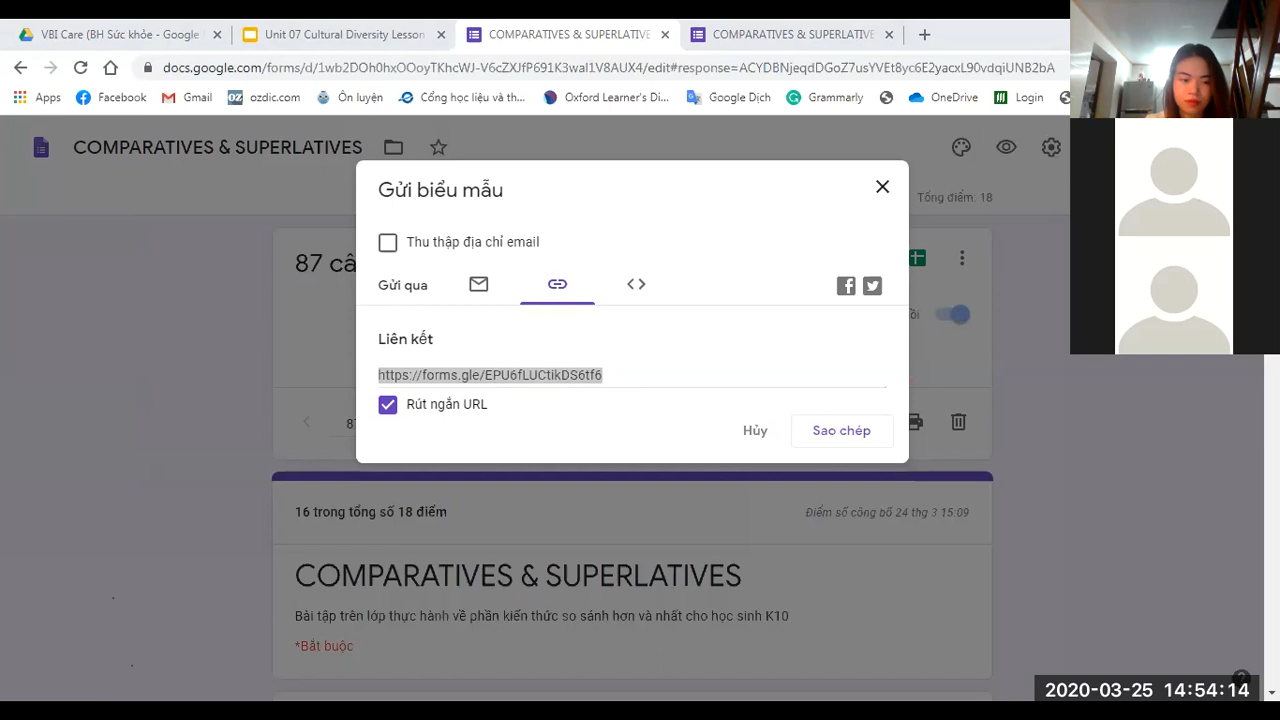 VBI Care (BH Sức khỏe - Google
Unit 07 Cultural Diversity Lesson
COMPARATIVES & SUPERLATIVE
COMPARATIVES & SUPERLATIVE
docs.google.com/forms/d/1wb2DOh0hxOOoyTKhcWJ-V6cZXJfP691K3waI1V8AUX4/edit#response=ACYDBNjeqdDGoZ7usYVEt8yc6E2yacxL90vdqiUNB2bA
Apps
Facebook
Gmail
OZ ozdic.com
Ôn luyện
Cổng học liệu và th...
Oxford Learner's Di...
Google Dịch
Grammarly
OneDrive
Login
COMPARATIVES & SUPERLATIVES
Tổng điểm: 18
Gửi biểu mẫu
Thu thập địa chỉ email
87 câ
Gửi qua
Liên kết
https://forms.gle/EPU6fLUCtikDS6tf6
Rút ngắn URL
Hủy
Sao chép
16 trong tổng số 18 điểm
Điểm số công bố 24 thg 3 15:09
COMPARATIVES & SUPERLATIVES
Bài tập trên lớp thực hành về phần kiến thức so sánh hơn và nhất cho học sinh K10
*Bắt buộc
2020-03-25 14:54:14